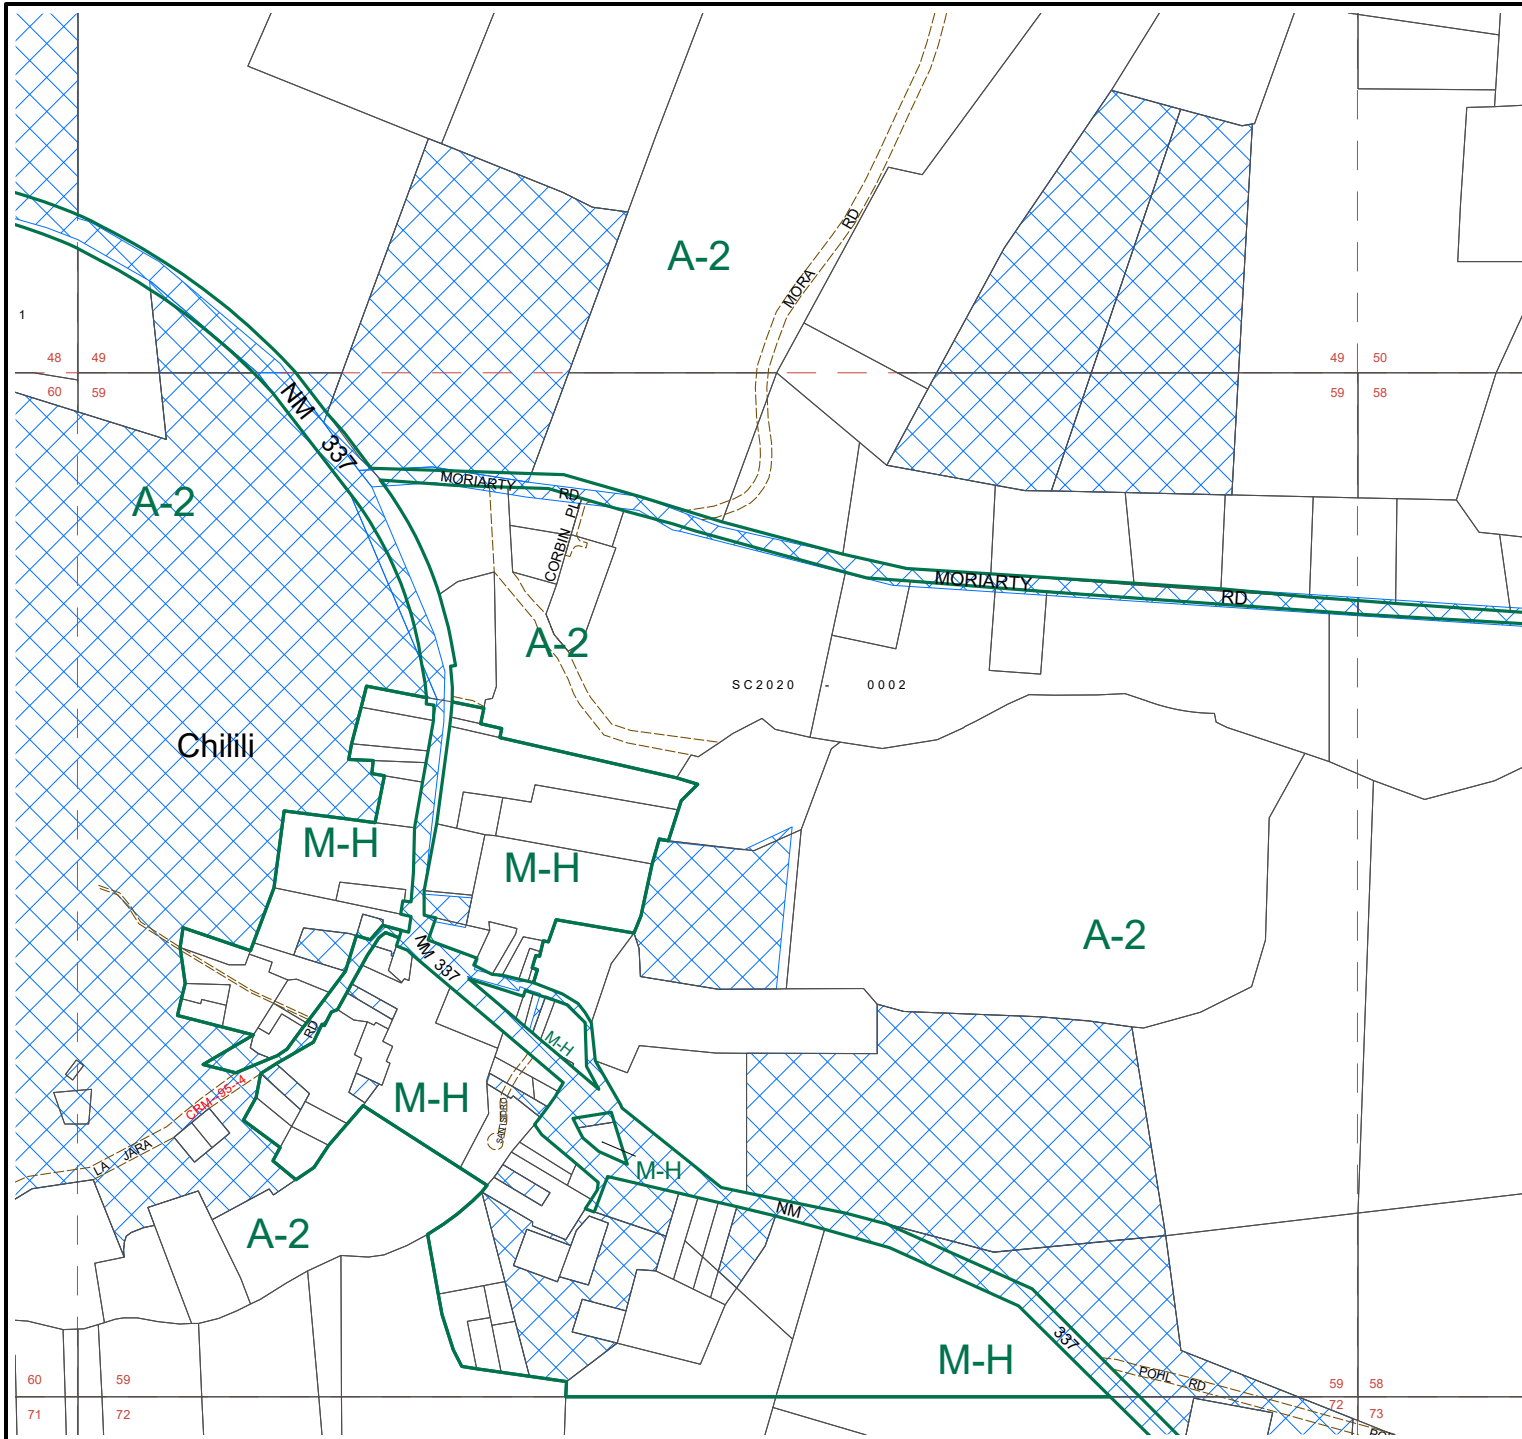 RD
A-2
MORA
1
48 49
49 50
60 59
59 58
NM
337
MORIARTY
RD
A-2
CORBIN PL
MORIARTY
RD
A-2
SC2020 - 0002
Chilili
M-H
M-H
A-2
NM 337
RD
M-H
M-H
CRM-95-4
SAN ISIDRO
LA JARA
M-H
NM
A-2
337
M-H
POHL RD
60 59
59 58
71 72
72 73